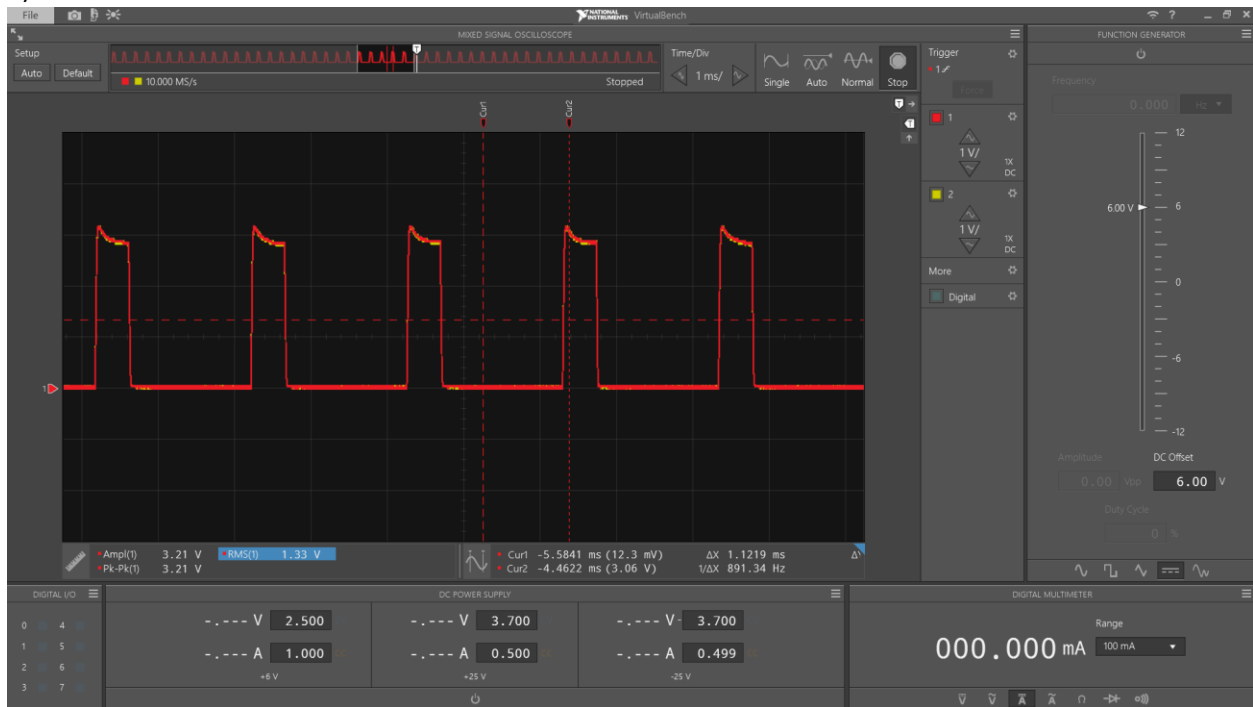 File
NATIONAL INSTRUMENTS VirtualBench
?
MIXED SIGNAL OSCILLOSCOPE
FUNCTION GENERATOR
Setup
Auto Default
T
10.000 MS/s
Stopped
Time/Div
1 ms/
Single Auto Normal Stop
Trigger
1
Force
Cur1
Cur2
T
T
1
1 V/
1X
DC
2
1 V/
1X
DC
More
Digital
1
Frequency
0.000 Hz
12
6.00 V
6
0
-6
-12
Amplitude DC Offset
0.00 Vpp 6.00 V
Duty Cycle
0 %
Ampl(1) 3.21 V RMS(1) 1.33 V
Pk-Pk(1) 3.21 V
Cur1 -5.5841 ms (12.3 mV) ΔX 1.1219 ms
Cur2 -4.4622 ms (3.06 V) 1/ΔX 891.34 Hz
DIGITAL I/O
0 4
1 5
2 6
3 7
DC POWER SUPPLY
-.--- V 2.500 -.--- V 3.700 -.--- V - 3.700
-.--- A 1.000 -.--- A 0.500 -.--- A 0.499
+6 V +25 V -25 V
DIGITAL MULTIMETER
000.000 mA
Range
100 mA
V V A A Ω